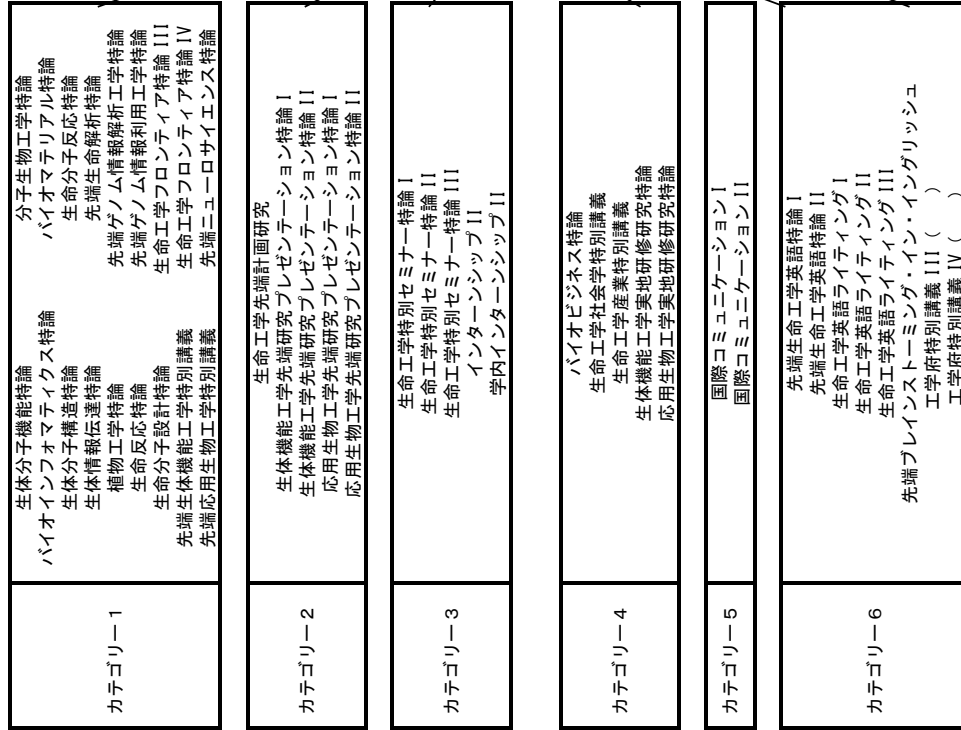 カテゴリー１
生体分子機能特論
バイオインフォマティクス特論
生体分子構造特論
生体情報伝達特論
植物工学特論
生命反応特論
生命分子設計特論
先端生体機能工学特別講義
先端応用生物工学特別講義
分子生物工学特論
バイオマテリアル特論
生命分子反応特論
先端生命解析特論
先端ゲノム情報解析工学特論
先端ゲノム情報利用工学特論
生命工学フロンティア特論 III
生命工学フロンティア特論 IV
先端ニューロサイエンス特論
カテゴリー２
生命工学先端計画研究
生体機能工学先端研究プレゼンテーション特論 I
生体機能工学先端研究プレゼンテーション特論 II
応用生物工学先端研究プレゼンテーション特論 I
応用生物工学先端研究プレゼンテーション特論 II
カテゴリー３
生命工学特別セミナー特論 I
生命工学特別セミナー特論 II
生命工学特別セミナー特論 III
インターンシップ II
学内インターンシップ II
カテゴリー４
バイオビジネス特論
生命工学社会学特別講義
生命工学産業特別講義
生体機能工学実地研修研究特論
応用生物工学実地研修研究特論
カテゴリー５
国際コミュニケーション I
国際コミュニケーション II
カテゴリー６
先端生命工学英語特論 I
先端生命工学英語特論 II
生命工学英語ライティング I
生命工学英語ライティング II
生命工学英語ライティング III
先端ブレインストーミング・イン・イングリッシュ
工学府特別講義 III（　）
工学府特別講義 IV（　）